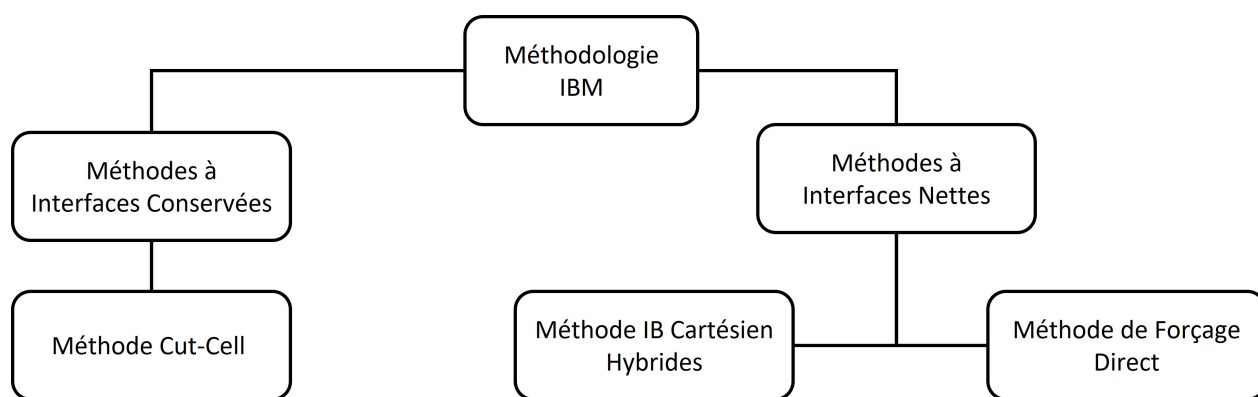 Méthodologie
IBM
Méthodes à
Interfaces Conservées
Méthodes à
Interfaces Nettes
Méthode Cut-Cell
Méthode IB Cartésien
Hybrides
Méthode de Forçage
Direct